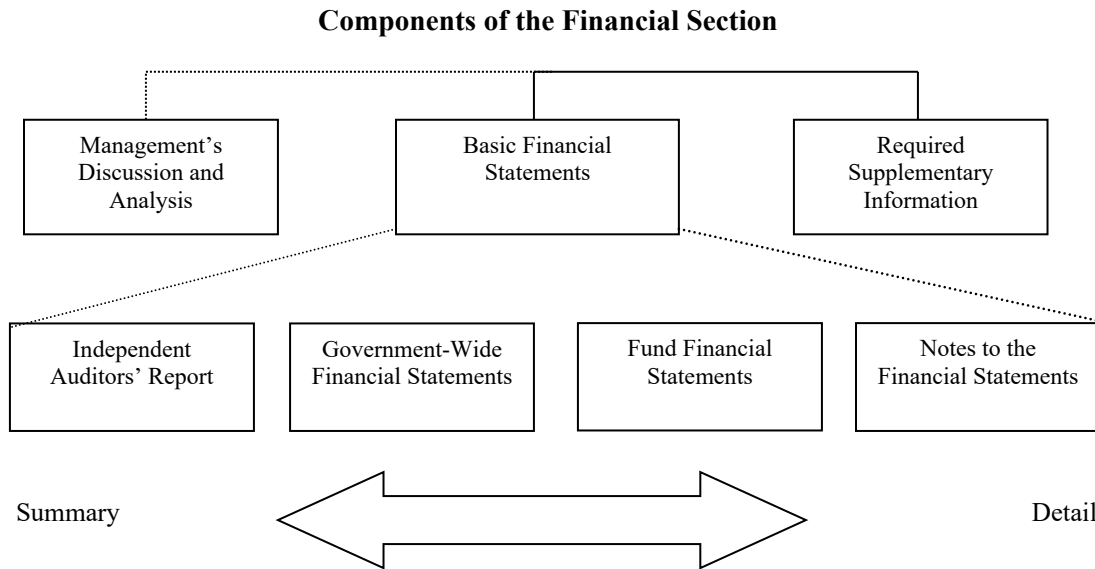 Components of the Financial Section
Management’s
Discussion and
Analysis
Basic Financial
Statements
Required
Supplementary
Information
Independent
Auditors’ Report
Government-Wide
Financial Statements
Fund Financial
Statements
Notes to the
Financial Statements
Summary
Detail